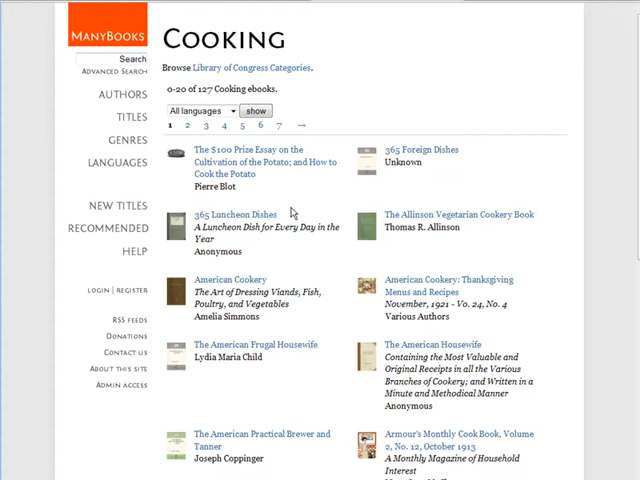 ManyBooks
Cooking
Search
Advanced Search
Browse Library of Congress Categories.
0-20 of 127 Cooking ebooks.
Authors
Titles
Genres
Languages
New Titles
Recommended
Help
Login | Register
RSS feeds
Donations
Contact us
About this site
Admin access
All languages
show
1 2 3 4 5 6 7 →
The $100 Prize Essay on the
Cultivation of the Potato; and How to
Cook the Potato
Pierre Blot
365 Foreign Dishes
Unknown
365 Luncheon Dishes
A Luncheon Dish for Every Day in the
Year
Anonymous
The Allinson Vegetarian Cookery Book
Thomas R. Allinson
American Cookery
The Art of Dressing Viands, Fish,
Poultry, and Vegetables
Amelia Simmons
American Cookery: Thanksgiving
Menus and Recipes
November, 1921 - Vo. 24, No. 4
Various Authors
The American Frugal Housewife
Lydia Maria Child
The American Housewife
Containing the Most Valuable and
Original Receipts in all the Various
Branches of Cookery; and Written in a
Minute and Methodical Manner
Anonymous
The American Practical Brewer and
Tanner
Joseph Coppinger
Armour's Monthly Cook Book, Volume
2, No. 12, October 1913
A Monthly Magazine of Household
Interest